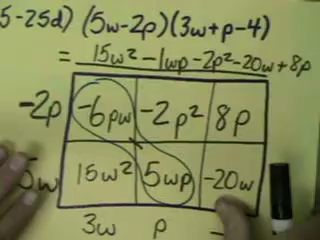 5-25d) (5w-2p)(3w+p-4)
= 15w² -1wp -2p² -20w +8p
-2p -6pw -2p² 8p
5w 15w² 5wp -20w
3w p